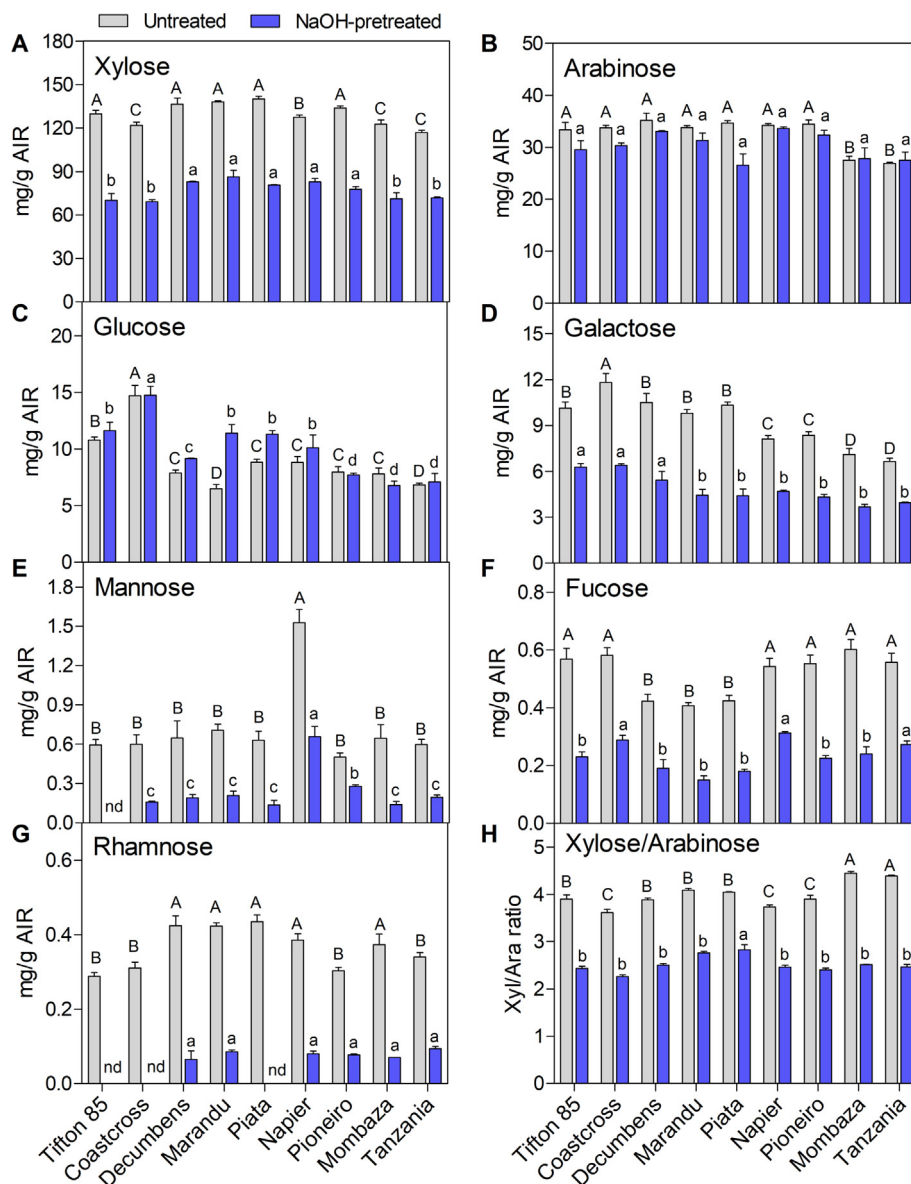 Untreated NaOH-pretreated
A
Xylose
mg/g AIR
180
150
120
90
60
30
0
A C A A A B A C C
b b a a a a a b b
B
Arabinose
mg/g AIR
50
40
30
20
10
0
A A A A A A A B B
a a a a a a a a a
C
Glucose
mg/g AIR
20
15
10
5
0
B A C D C C C C D
b a c b b b d d d
D
Galactose
mg/g AIR
15
12
9
6
3
0
B A B B B C C D D
a a a b b b b b b
E
Mannose
mg/g AIR
1.8
1.5
1.2
0.9
0.6
0.3
0.0
B B B B B A B B B
nd c c c c a b c c
F
Fucose
mg/g AIR
0.8
0.6
0.4
0.2
0.0
A A B B B A A A A
b a b b b a b b a
G
Rhamnose
mg/g AIR
0.6
0.4
0.2
0.0
B B A A A A B A B
nd nd a a nd a a a a
Tifton 85
Coastcross
Decumbens
Marandu
Piata
Napier
Pioneiro
Mombaza
Tanzania
H
Xylose/Arabinose
Xyl/Ara ratio
5
4
3
2
1
0
B C B B B C C A A
b b b b a b b b b
Tifton 85
Coastcross
Decumbens
Marandu
Piata
Napier
Pioneiro
Mombaza
Tanzania